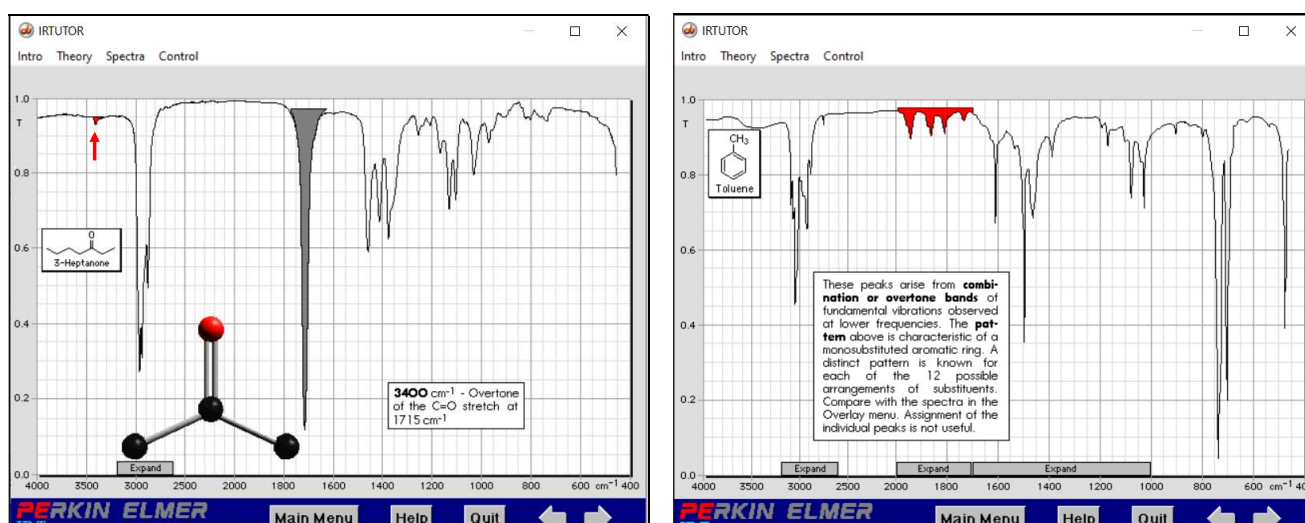 IRTUTOR
Intro Theory Spectra Control
1.0
T
0.8
0.6
0.4
0.2
0.0
O
3-Heptanone
3400 cm-1 - Overtone
of the C=O stretch at
1715 cm-1
Expand
4000 3500 3000 2500 2000 1800 1600 1400 1200 1000 800 600 cm-1 400
PERKIN ELMER
Main Menu Help Quit
IRTUTOR
Intro Theory Spectra Control
1.0
T
0.8
0.6
0.4
0.2
0.0
CH3
Toluene
These peaks arise from combi-
nation or overtone bands of
fundamental vibrations observed
at lower frequencies. The pat-
tern above is characteristic of a
monosubstituted aromatic ring. A
distinct pattern is known for
each of the 12 possible
arrangements of substituents.
Compare with the spectra in the
Overlay menu. Assignment of the
individual peaks is not useful.
Expand Expand Expand
4000 3500 3000 2500 2000 1800 1600 1400 1200 1000 800 600 cm-1 40
PERKIN ELMER
Main Menu Help Quit